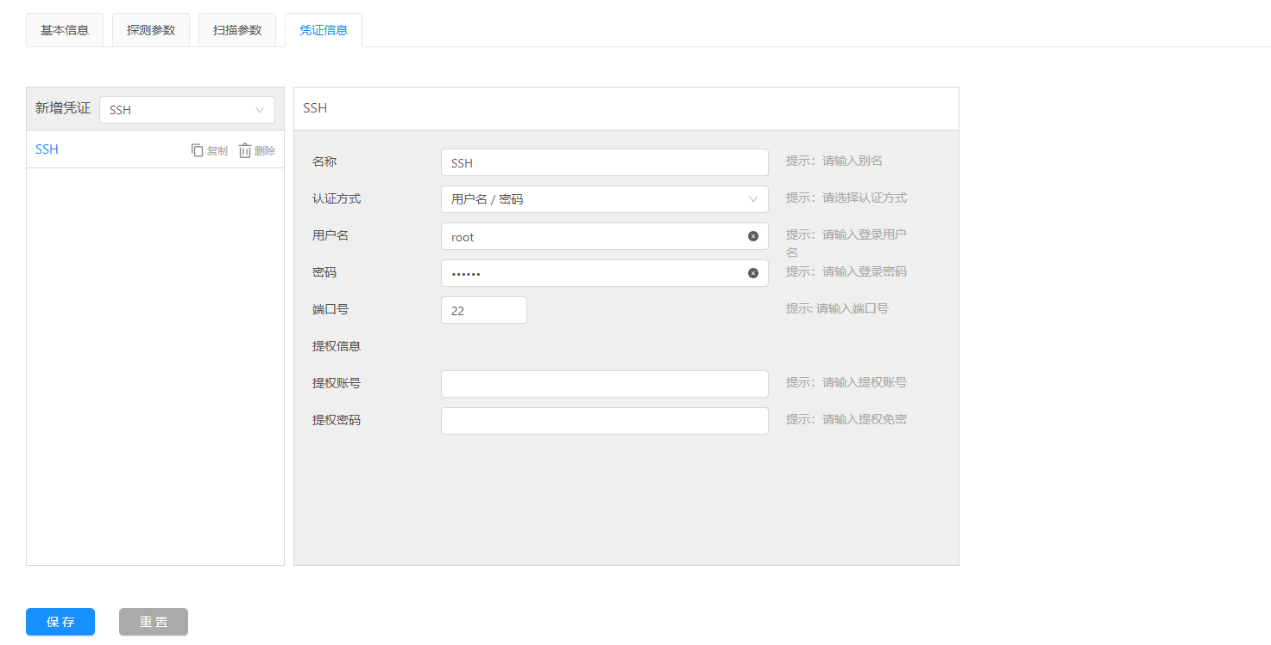 基本信息 探测参数 扫描参数 凭证信息
新增凭证 SSH
SSH 复制 删除
SSH
名称 SSH 提示：请输入别名
认证方式 用户名 / 密码 提示：请选择认证方式
用户名 root 提示：请输入登录用户
名
密码 •••••• 提示：请输入登录密码
端口号 22 提示: 请输入端口号
提权信息
提权账号 提示：请输入提权账号
提权密码 提示：请输入提权免密
保存 重置